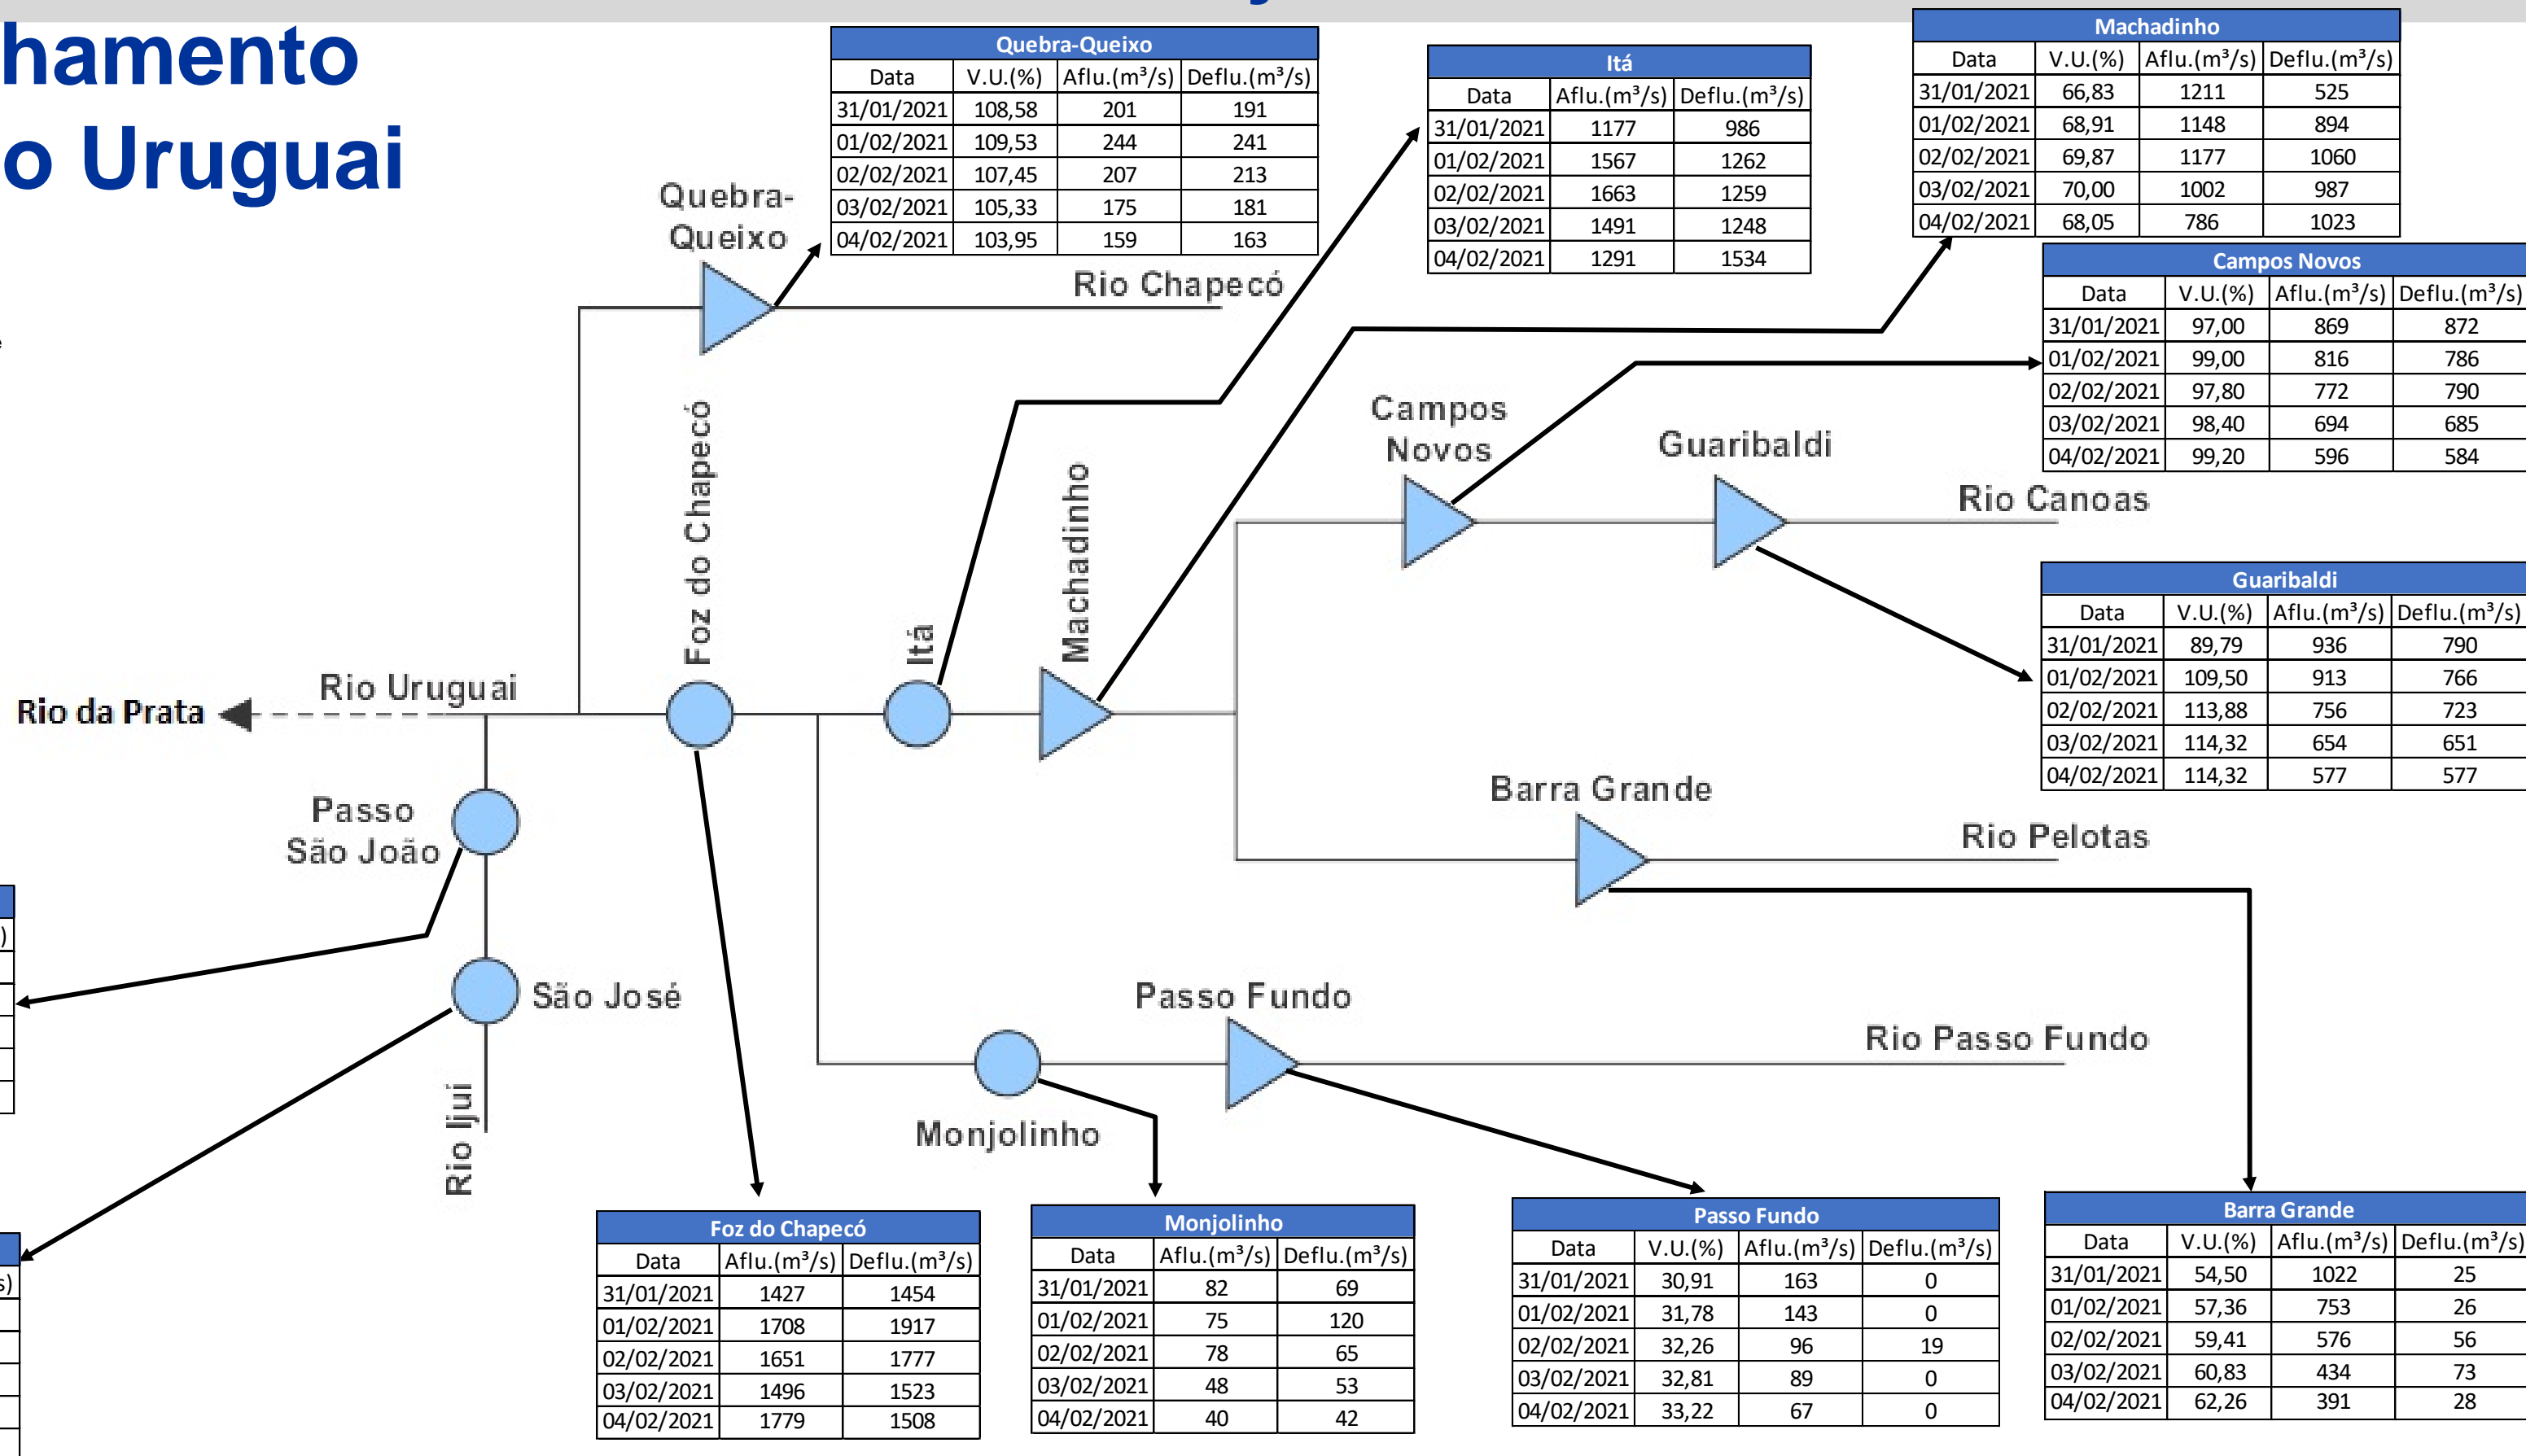 hamento
o Uruguai
Quebra-Queixo
Data V.U.(%) Aflu.(m³/s) Deflu.(m³/s)
31/01/2021 108,58 201 191
01/02/2021 109,53 244 241
02/02/2021 107,45 207 213
03/02/2021 105,33 175 181
04/02/2021 103,95 159 163
Itá
Data Aflu.(m³/s) Deflu.(m³/s)
31/01/2021 1177 986
01/02/2021 1567 1262
02/02/2021 1663 1259
03/02/2021 1491 1248
04/02/2021 1291 1534
Machadinho
Data V.U.(%) Aflu.(m³/s) Deflu.(m³/s)
31/01/2021 66,83 1211 525
01/02/2021 68,91 1148 894
02/02/2021 69,87 1177 1060
03/02/2021 70,00 1002 987
04/02/2021 68,05 786 1023
Campos Novos
Data V.U.(%) Aflu.(m³/s) Deflu.(m³/s)
31/01/2021 97,00 869 872
01/02/2021 99,00 816 786
02/02/2021 97,80 772 790
03/02/2021 98,40 694 685
04/02/2021 99,20 596 584
Quebra-
Queixo
Rio Chapecó
Foz do Chapecó
Itá
Machadinho
Campos
Novos
Guaribaldi
Rio Canoas
Guaribaldi
Data V.U.(%) Aflu.(m³/s) Deflu.(m³/s)
31/01/2021 89,79 936 790
01/02/2021 109,50 913 766
02/02/2021 113,88 756 723
03/02/2021 114,32 654 651
04/02/2021 114,32 577 577
Rio Uruguai
Rio da Prata
Passo
São João
Barra Grande
Rio Pelotas
São José
Passo Fundo
Rio Passo Fundo
Monjolinho
Rio Ijuí
)
s)
Foz do Chapecó
Data Aflu.(m³/s) Deflu.(m³/s)
31/01/2021 1427 1454
01/02/2021 1708 1917
02/02/2021 1651 1777
03/02/2021 1496 1523
04/02/2021 1779 1508
Monjolinho
Data Aflu.(m³/s) Deflu.(m³/s)
31/01/2021 82 69
01/02/2021 75 120
02/02/2021 78 65
03/02/2021 48 53
04/02/2021 40 42
Passo Fundo
Data V.U.(%) Aflu.(m³/s) Deflu.(m³/s)
31/01/2021 30,91 163 0
01/02/2021 31,78 143 0
02/02/2021 32,26 96 19
03/02/2021 32,81 89 0
04/02/2021 33,22 67 0
Barra Grande
Data V.U.(%) Aflu.(m³/s) Deflu.(m³/s)
31/01/2021 54,50 1022 25
01/02/2021 57,36 753 26
02/02/2021 59,41 576 56
03/02/2021 60,83 434 73
04/02/2021 62,26 391 28